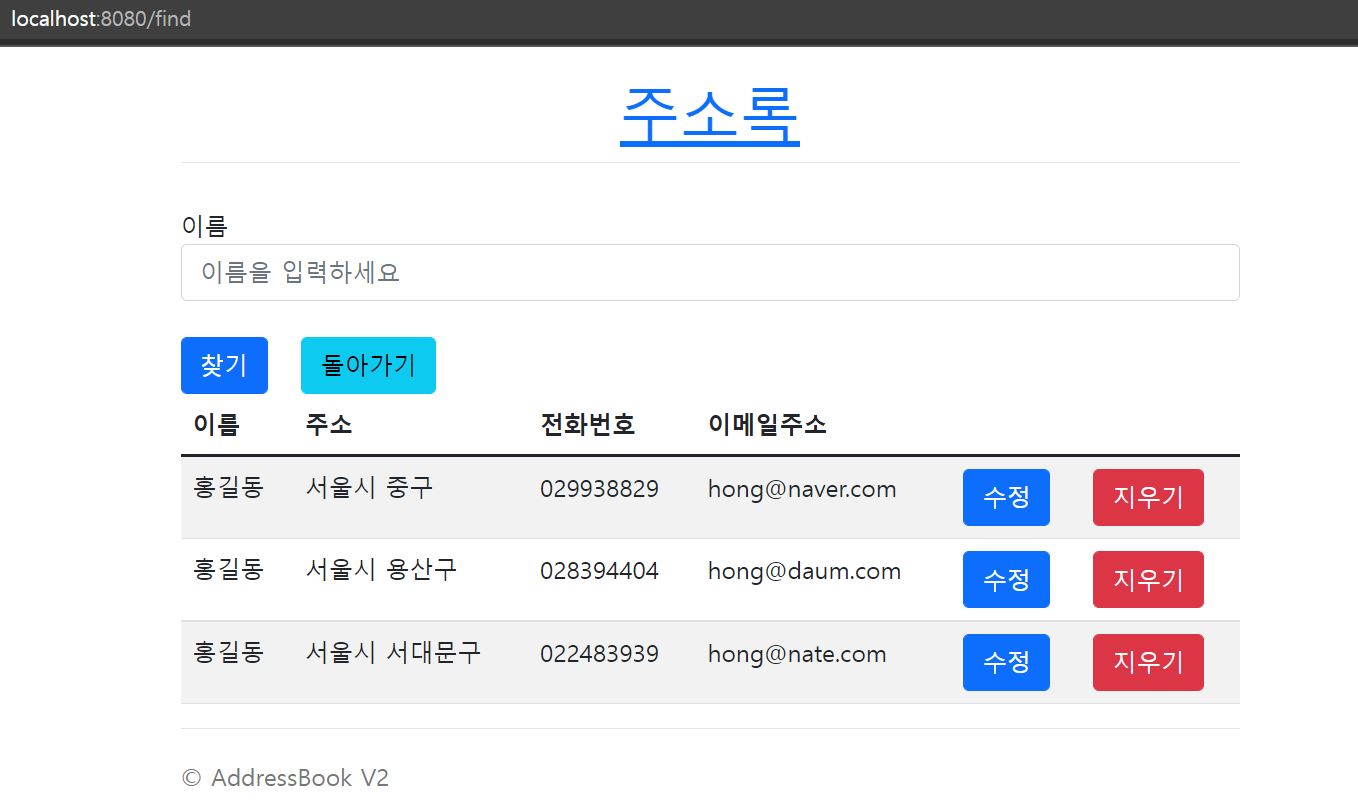 localhost:8080/find
주소록
이름
이름을 입력하세요
찾기 돌아가기
이름 주소 전화번호 이메일주소
홍길동 서울시 중구 029938829 hong@naver.com 수정 지우기
홍길동 서울시 용산구 028394404 hong@daum.com 수정 지우기
홍길동 서울시 서대문구 022483939 hong@nate.com 수정 지우기
© AddressBook V2